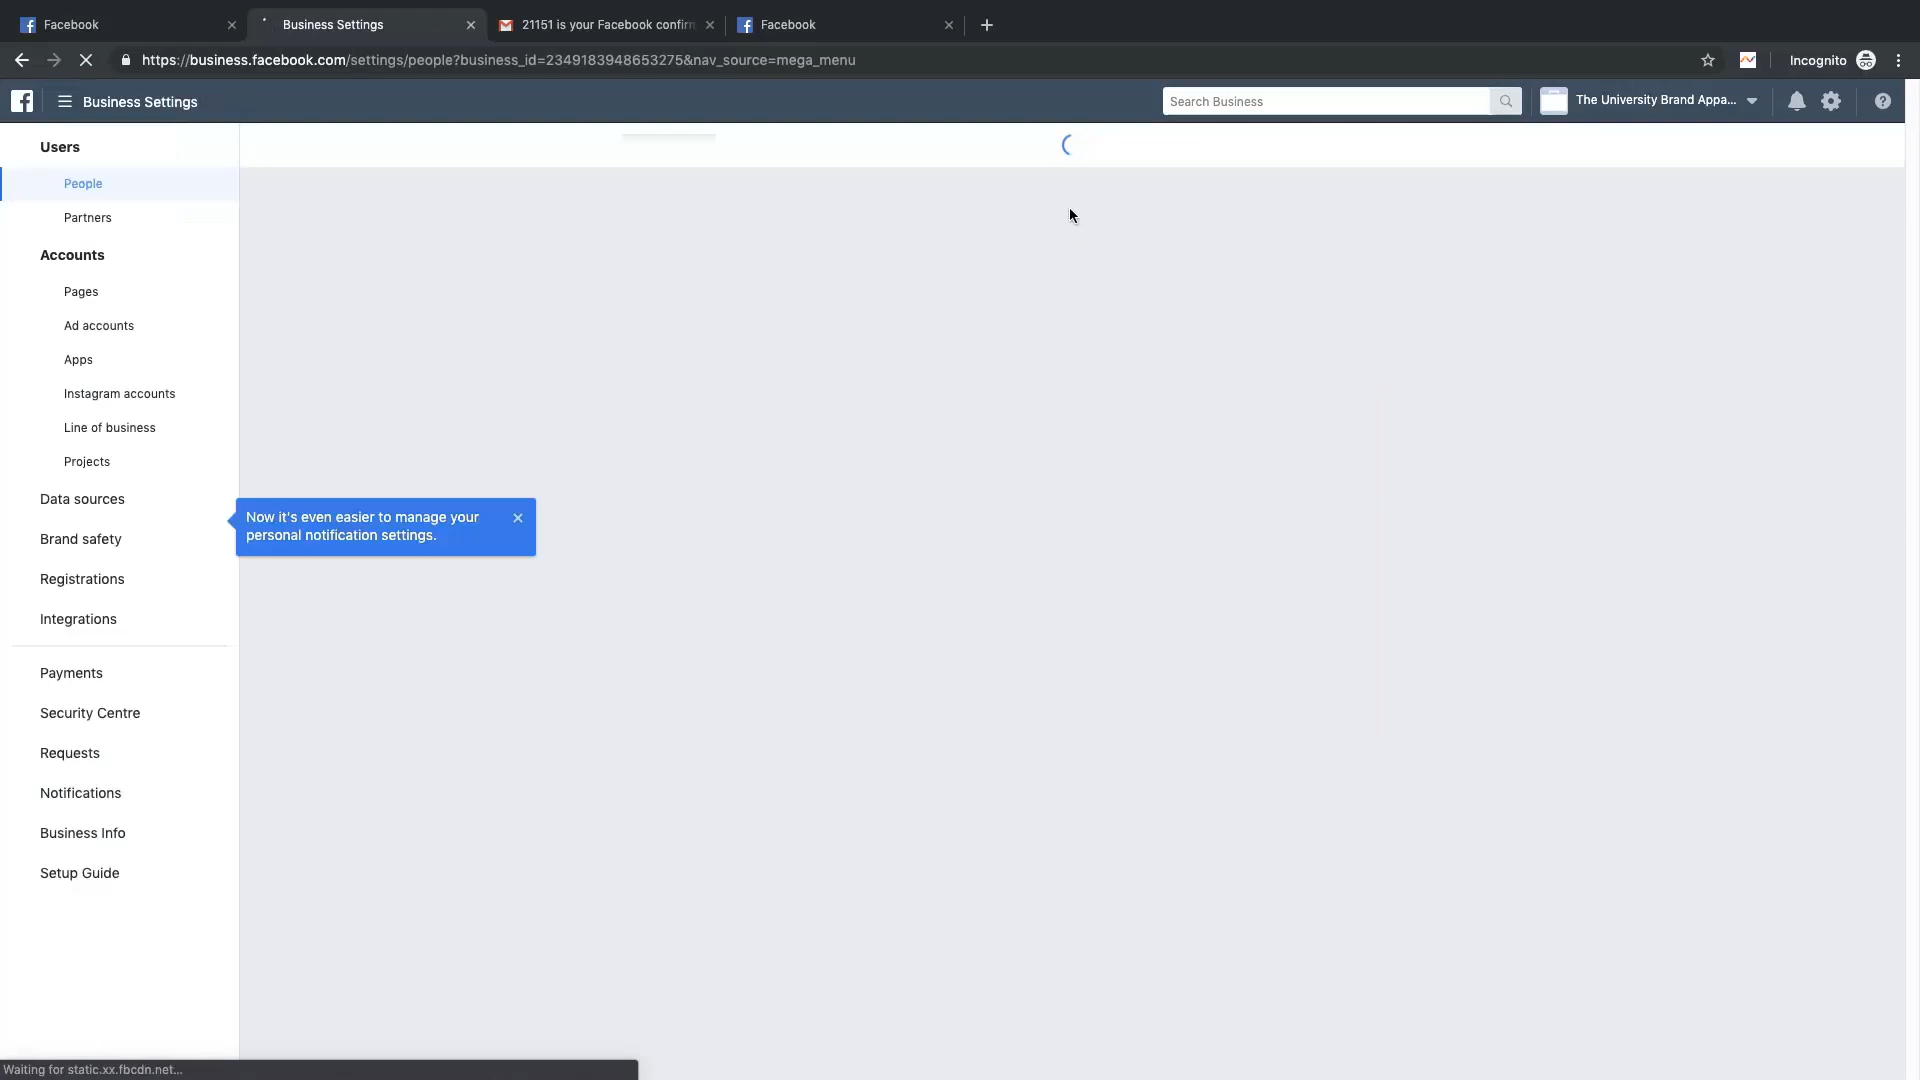 Facebook
Business Settings
21151 is your Facebook confirm
Facebook
https://business.facebook.com/settings/people?business_id=2349183948653275&nav_source=mega_menu
Incognito
Business Settings
Search Business
The University Brand Appa...
Users
People
Partners
Accounts
Pages
Ad accounts
Apps
Instagram accounts
Line of business
Projects
Data sources
Now it's even easier to manage your
personal notification settings.
Brand safety
Registrations
Integrations
Payments
Security Centre
Requests
Notifications
Business Info
Setup Guide
Waiting for static.xx.fbcdn.net...